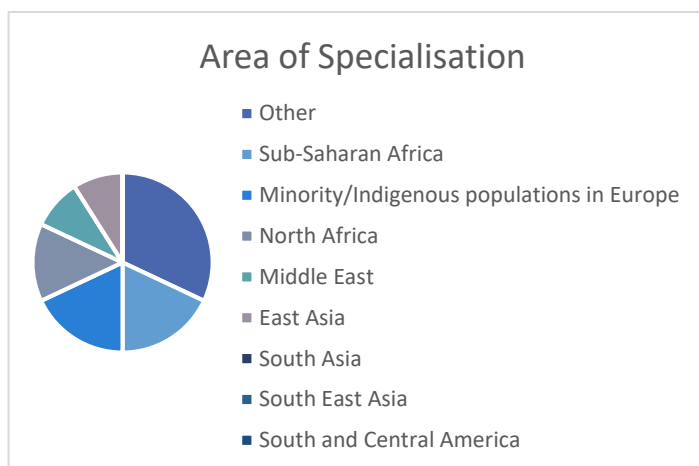 Area of Specialisation
Other
Sub-Saharan Africa
Minority/Indigenous populations in Europe
North Africa
Middle East
East Asia
South Asia
South East Asia
South and Central America